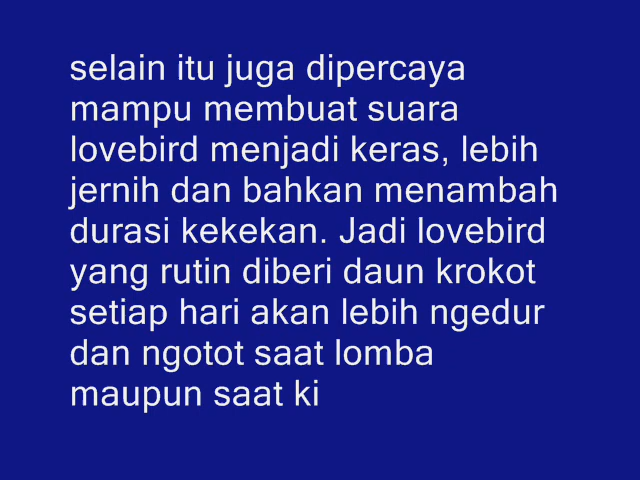 selain itu juga dipercaya
mampu membuat suara
lovebird menjadi keras, lebih
jernih dan bahkan menambah
durasi kekekan. Jadi lovebird
yang rutin diberi daun krokot
setiap hari akan lebih ngedur
dan ngotot saat lomba
maupun saat ki